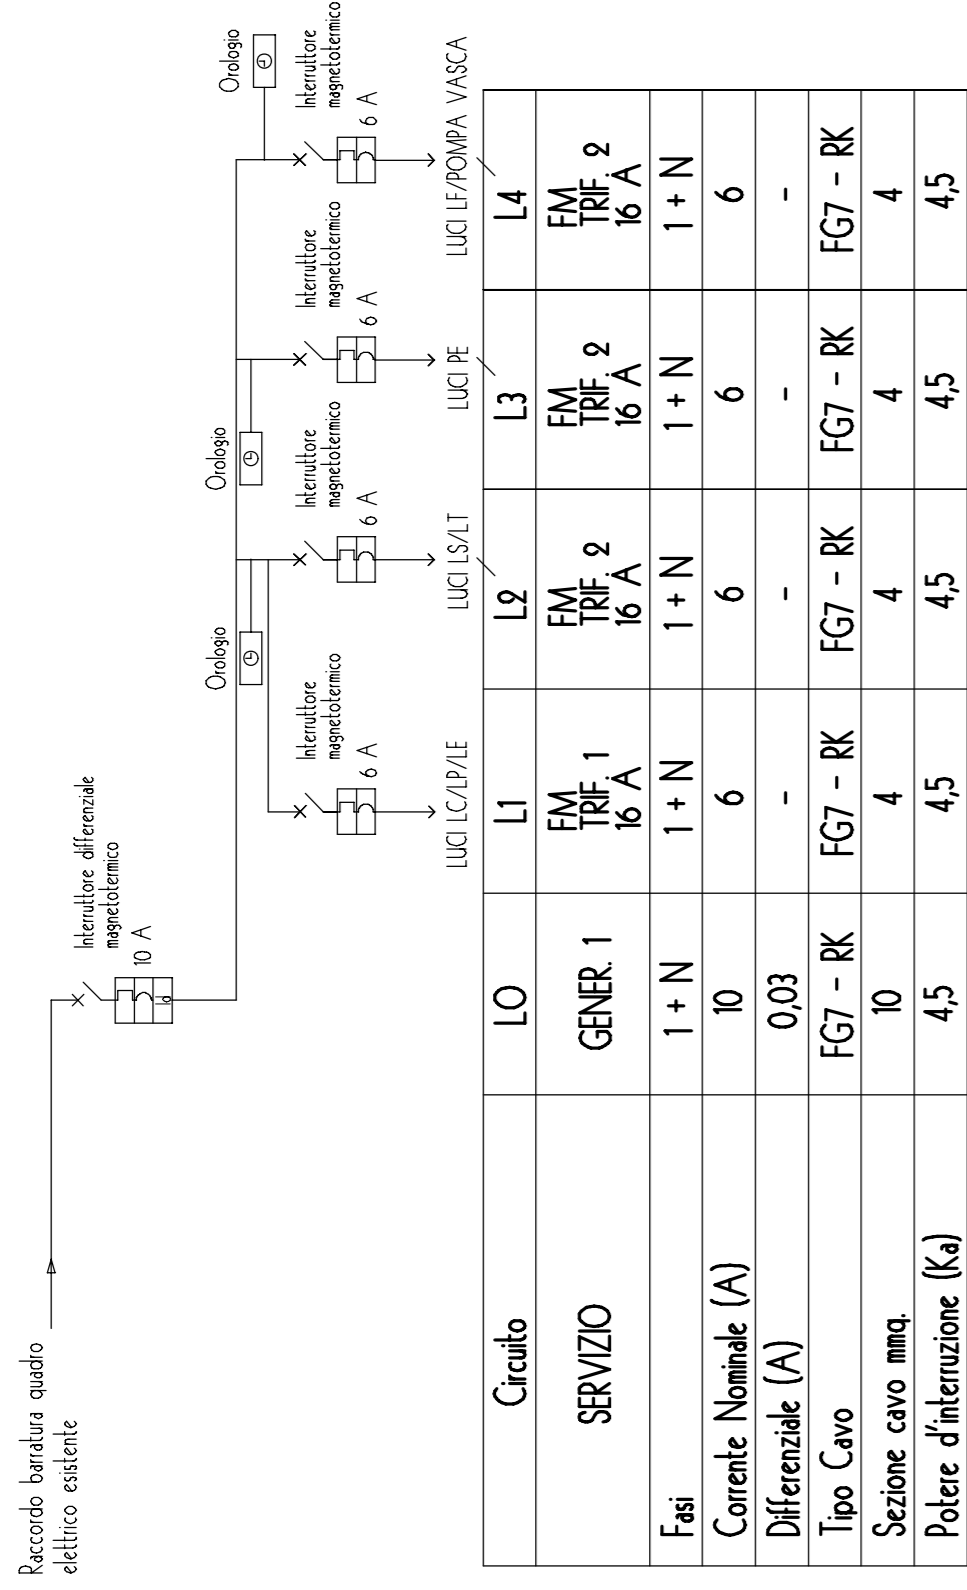 Raccordo barratura quadro
elettrico esistente
Interruttore differenziale
magnetotermico
10 A
Orologio
Orologio
Orologio
Interruttore
magnetotermico
6 A
Interruttore
magnetotermico
6 A
Interruttore
magnetotermico
6 A
Interruttore
magnetotermico
6 A
LUCI LC/LP/LE
LUCI LS/LT
LUCI PE
LUCI LF/POMPA VASCA
Circuito LO L1 L2 L3 L4
SERVIZIO GENER. 1 FM TRIF. 1 16 A FM TRIF. 2 16 A FM TRIF. 2 16 A FM TRIF. 2 16 A
Fasi 1 + N 1 + N 1 + N 1 + N 1 + N
Corrente Nominale (A) 10 6 6 6 6
Differenziale (A) 0,03 - - - -
Tipo Cavo FG7 - RK FG7 - RK FG7 - RK FG7 - RK FG7 - RK
Sezione cavo mmq. 10 4 4 4 4
Potere d'interruzione (Ka) 4,5 4,5 4,5 4,5 4,5